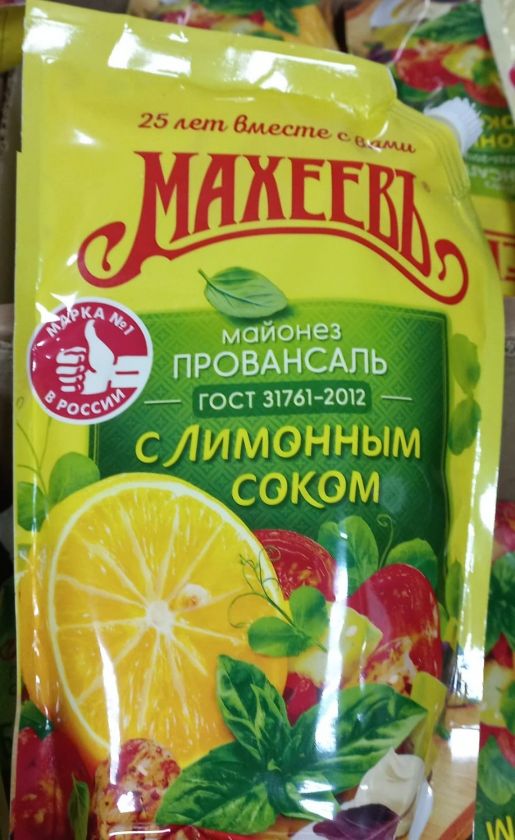 25 лет вместе с вами
МАХЕЕВЪ
МАРКА №1
В РОССИИ
майонез
ПРОВАНСАЛЬ
ГОСТ 31761-2012
С ЛИМОННЫМ
СОКОМ